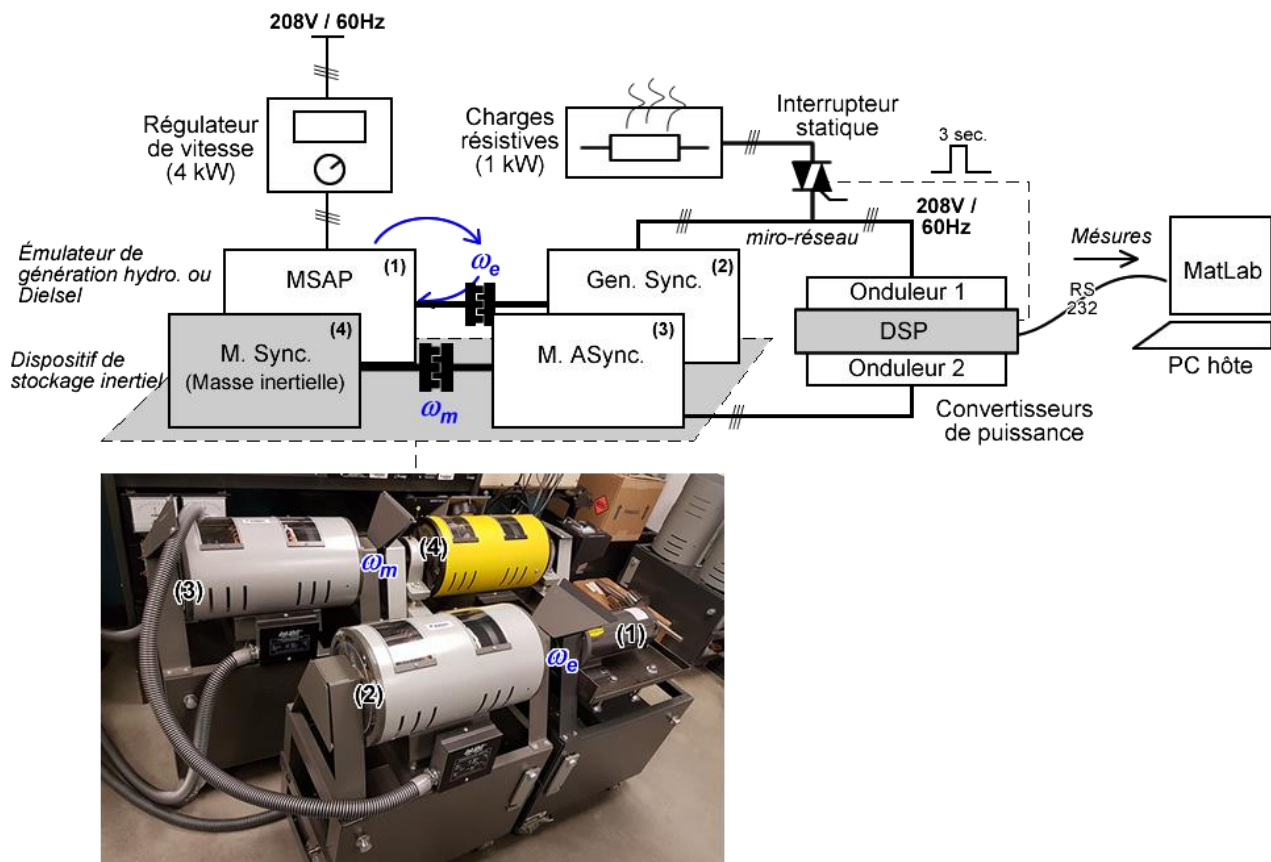 208V / 60Hz
Régulateur
de vitesse
(4 kW)
Charges
résistives
(1 kW)
Interrupteur
statique
3 sec.
208V /
60Hz
miro-réseau
Mésures
MatLab
RS
232
PC hôte
Émulateur de
génération hydro. ou
Dielsel
MSAP
(1)
ωe
Gen. Sync.
(2)
Onduleur 1
DSP
Onduleur 2
Convertisseurs
de puissance
Dispositif de
stockage inertiel
(4)
M. Sync.
(Masse inertielle)
ωm
(3)
M. ASync.
(3)
ωm
(4)
(2)
ωe
(1)